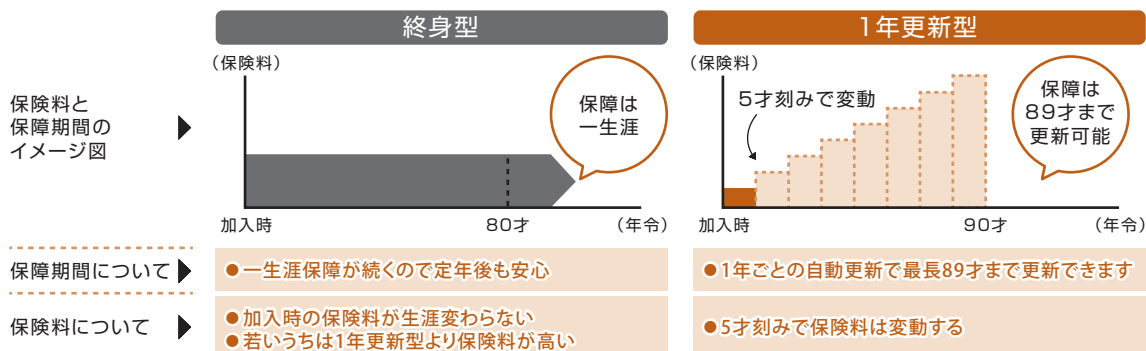 終身型
1年更新型
保険料と
保障期間の
イメージ図
(保険料)
保障は
一生涯
加入時
80才
(年令)
(保険料)
5才刻みで変動
保障は
89才まで
更新可能
加入時
90才
(年令)
保障期間について
●一生涯保障が続くので定年後も安心
●1年ごとの自動更新で最長89才まで更新できます
保険料について
●加入時の保険料が生涯変わらない
●若いうちは1年更新型より保険料が高い
●5才刻みで保険料は変動する